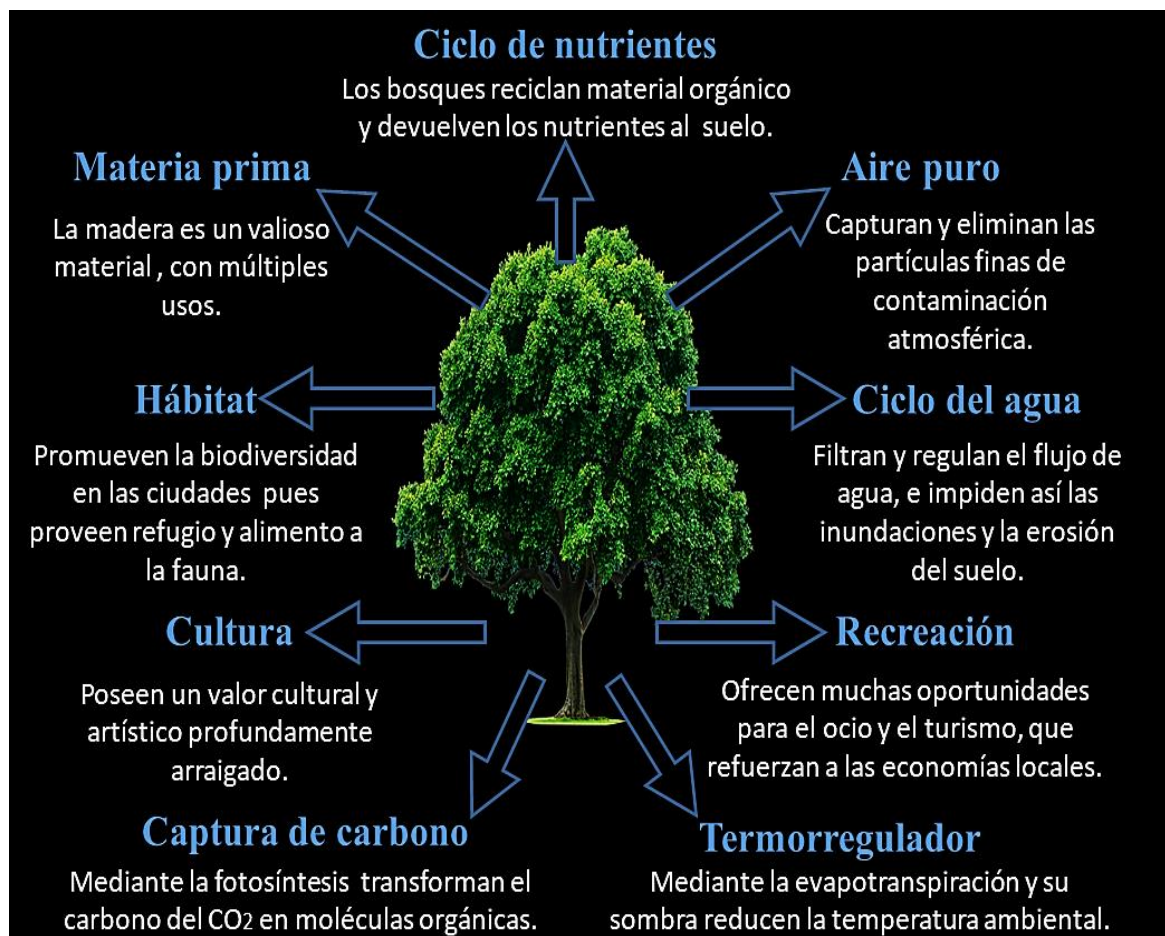 Ciclo de nutrientes
Los bosques reciclan material orgánico
y devuelven los nutrientes al suelo.
Materia prima
La madera es un valioso
material , con múltiples
usos.
Aire puro
Capturan y eliminan las
partículas finas de
contaminación
atmosférica.
Hábitat
Promueven la biodiversidad
en las ciudades pues
proveen refugio y alimento a
la fauna.
Ciclo del agua
Filtran y regulan el flujo de
agua, e impiden así las
inundaciones y la erosión
del suelo.
Cultura
Poseen un valor cultural y
artístico profundamente
arraigado.
Recreación
Ofrecen muchas oportunidades
para el ocio y el turismo, que
refuerzan a las economías locales.
Captura de carbono
Mediante la fotosíntesis transforman el
carbono del CO2 en moléculas orgánicas.
Termorregulador
Mediante la evapotranspiración y su
sombra reducen la temperatura ambiental.